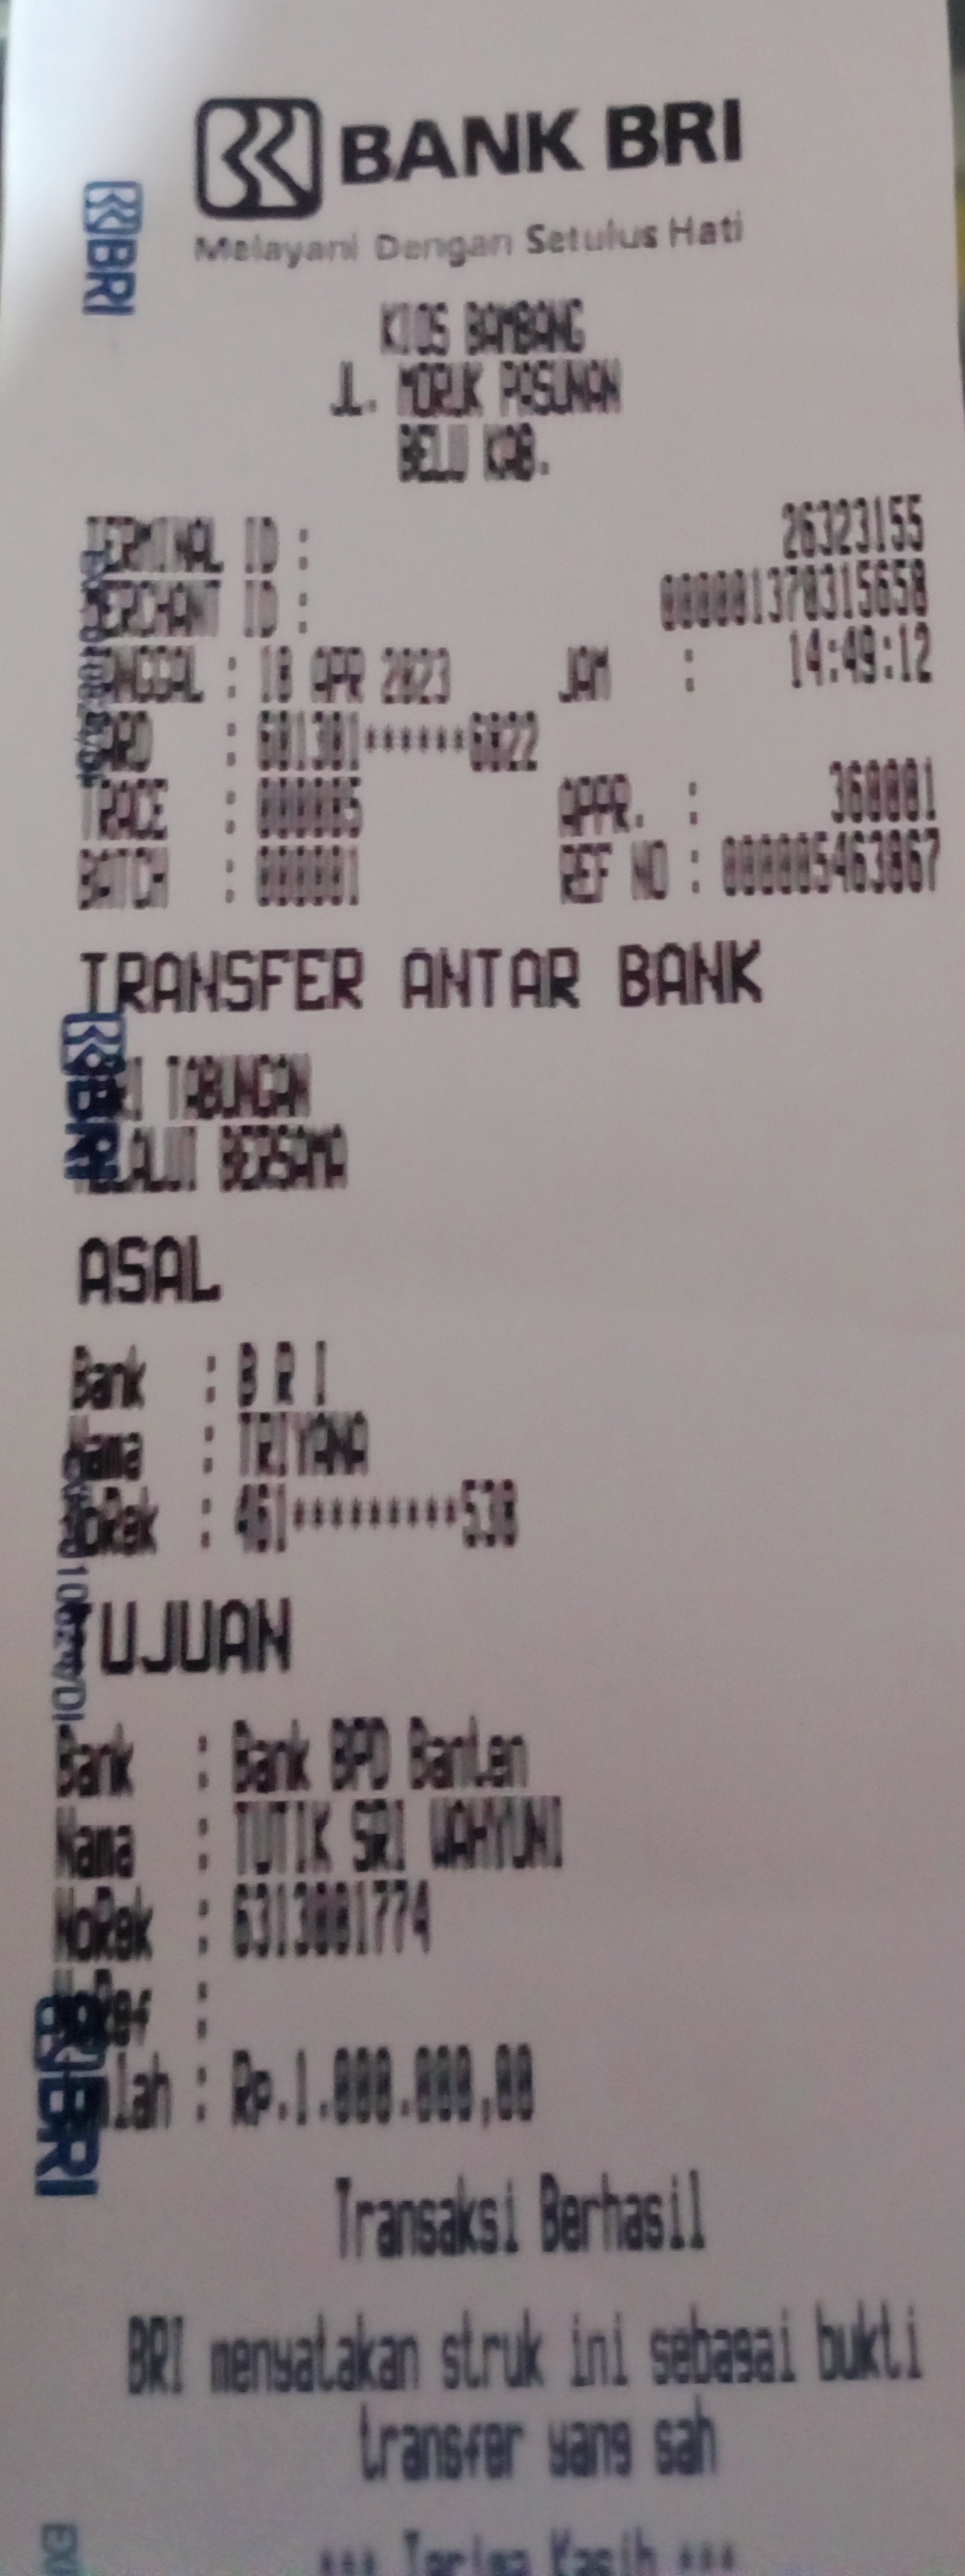 BANK BRI
Melayani Dengan Setulus Hati
BRI
KIOS BAMBANG
JL. MORUK PASUNAN
BELU KAB.
TERMINAL ID : 26323155
MERCHANT ID : 000001370315658
TANGGAL : 18 APR 2023 JAM : 14:49:12
CARD : 601301******6022
TRACE : 000005 APPR. : 360001
BATCH : 000001 REF NO : 000005463067
TRANSFER ANTAR BANK
BRI TABUNGAN
BERSAMA
BRI
ASAL
Bank : B R I
Nama : TRIYANA
NoRek : 461*********538
TUJUAN
Bank : Bank BPD Banten
Nama : TUTIK SRI WAHYUNI
NoRek : 6313001774
NoRef :
Jumlah : Rp.1.000.000,00
BRI
Transaksi Berhasil
BRI menyatakan struk ini sebagai bukti
transfer yang sah
*** Terima Kasih ***